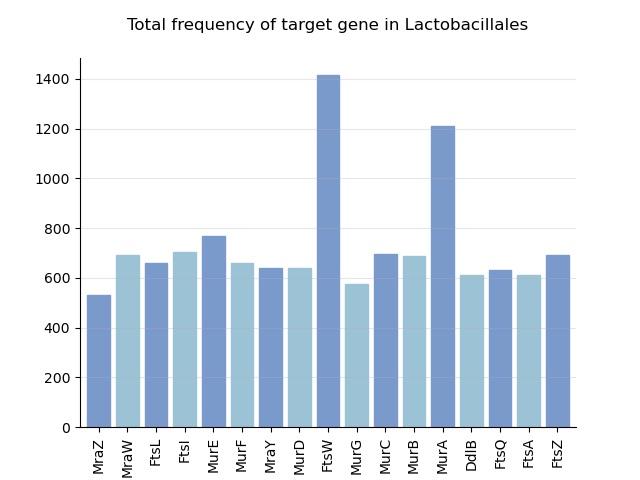 Total frequency of target gene in Lactobacillales
1400
1200
1000
800
600
400
200
0
MraZ
MraW
FtsL
FtsI
MurE
MurF
MraY
MurD
FtsW
MurG
MurC
MurB
MurA
DdlB
FtsQ
FtsA
FtsZ